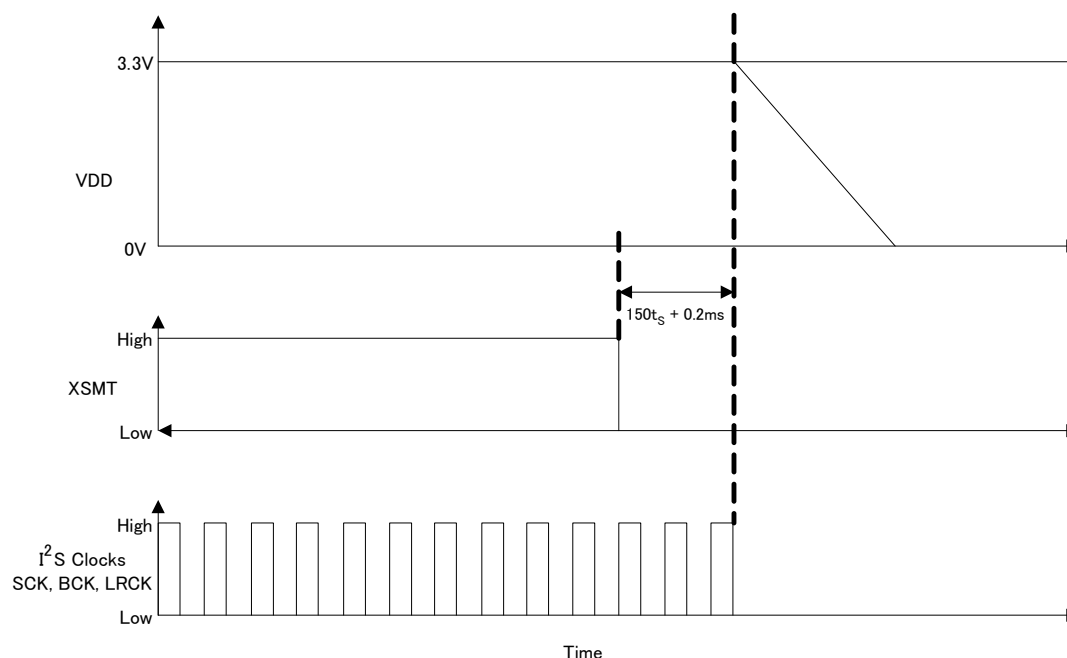 3.3V
VDD
0V
150tS + 0.2ms
High
XSMT
Low
High
I2S Clocks
SCK, BCK, LRCK
Low
Time